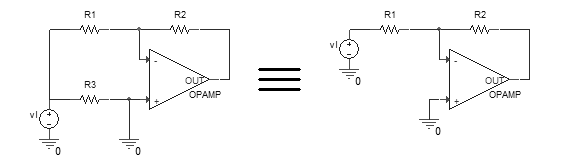 R1 R2
R1 R2
-
OUT
OPAMP
+
R3
vI
+
-
0
0
vI
+
-
0
-
OUT
OPAMP
+
0